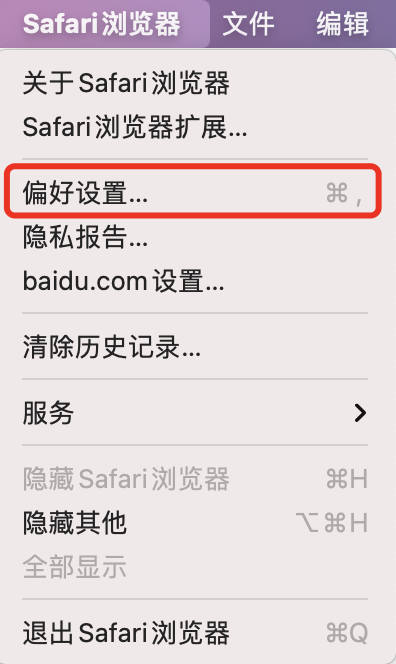 Safari浏览器 文件 编辑
关于Safari浏览器
Safari浏览器扩展...
偏好设置... ⌘ ,
隐私报告...
baidu.com设置...
清除历史记录...
服务
隐藏Safari浏览器 ⌘H
隐藏其他 ⌥⌘H
全部显示
退出Safari浏览器 ⌘Q